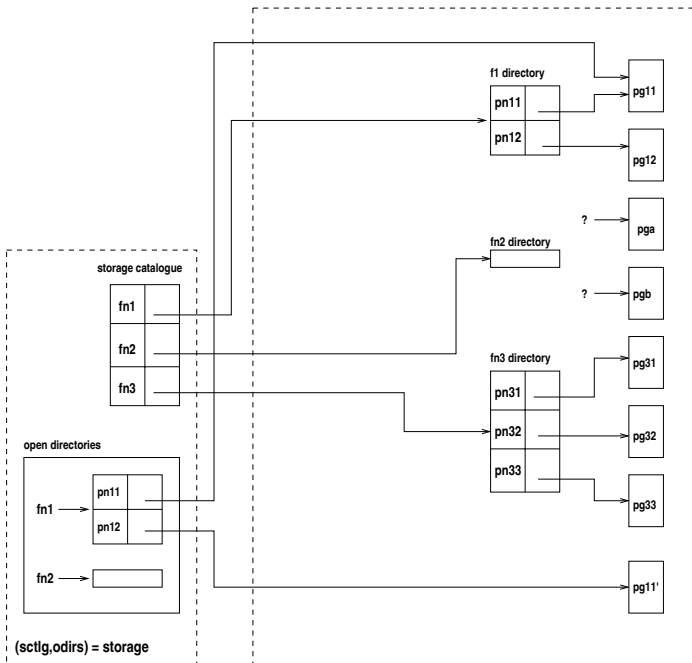 f1 directory
pn11
pn12
pg11
pg12
?
pga
fn2 directory
?
pgb
storage catalogue
fn1
fn2
fn3
fn3 directory
pn31
pn32
pn33
pg31
pg32
pg33
open directories
fn1
pn11
pn12
fn2
pg11'
(sctlg,odirs) = storage